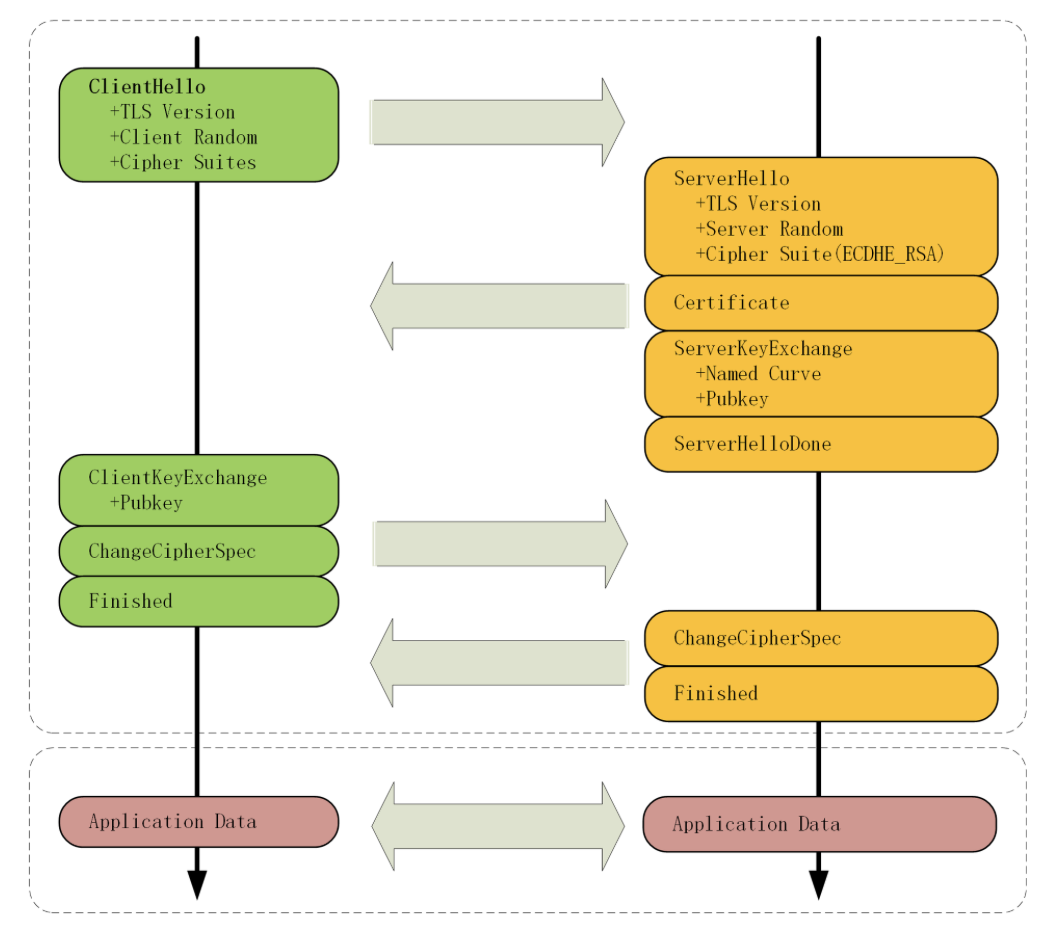 ClientHello
+TLS Version
+Client Random
+Cipher Suites
ServerHello
+TLS Version
+Server Random
+Cipher Suite(ECDHE_RSA)
Certificate
ServerKeyExchange
+Named Curve
+Pubkey
ServerHelloDone
ClientKeyExchange
+Pubkey
ChangeCipherSpec
Finished
ChangeCipherSpec
Finished
Application Data
Application Data